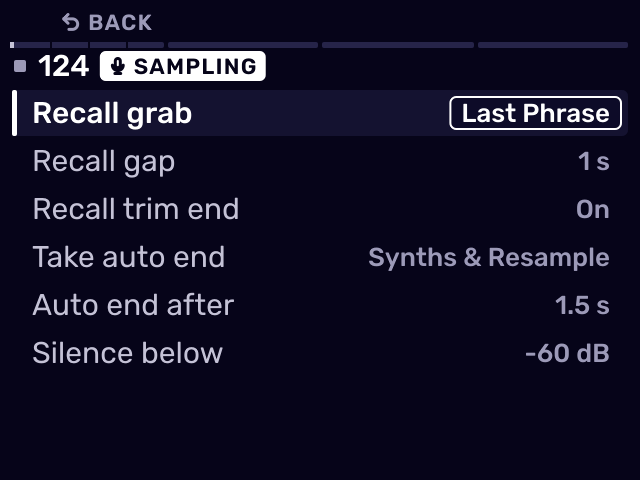 BACK
124 SAMPLING
Recall grab Last Phrase
Recall gap 1 s
Recall trim end On
Take auto end Synths & Resample
Auto end after 1.5 s
Silence below -60 dB